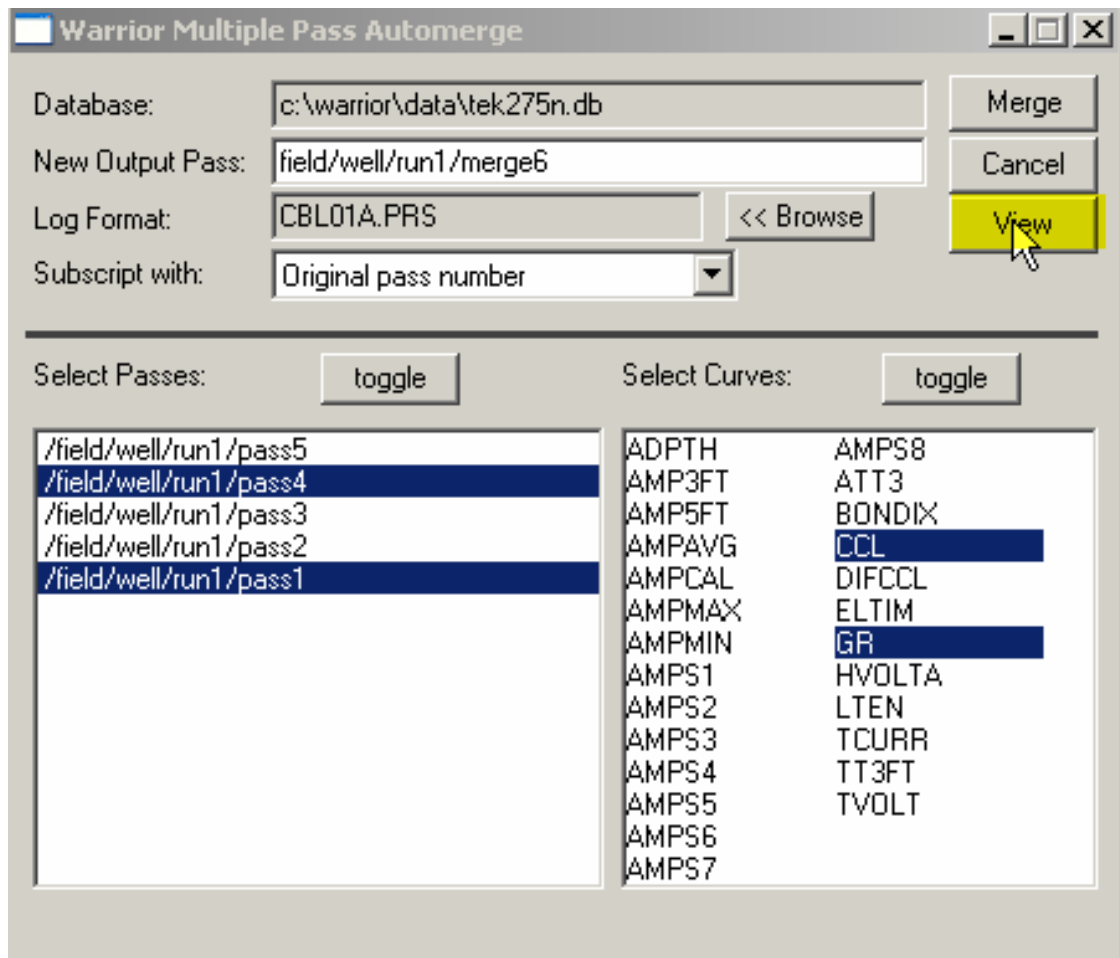 Warrior Multiple Pass Automerge
Database: c:\warrior\data\tek275n.db Merge
New Output Pass: field/well/run1/merge6 Cancel
Log Format: CBL01A.PRS << Browse View
Subscript with: Original pass number
Select Passes: toggle
/field/well/run1/pass5
/field/well/run1/pass4
/field/well/run1/pass3
/field/well/run1/pass2
/field/well/run1/pass1
Select Curves: toggle
ADPTH AMPS8
AMP3FT ATT3
AMP5FT BONDIX
AMPAVG CCL
AMPCAL DIFCCL
AMPMAX ELTIM
AMPMIN GR
AMPS1 HVOLTA
AMPS2 LTEN
AMPS3 TCURR
AMPS4 TT3FT
AMPS5 TVOLT
AMPS6
AMPS7